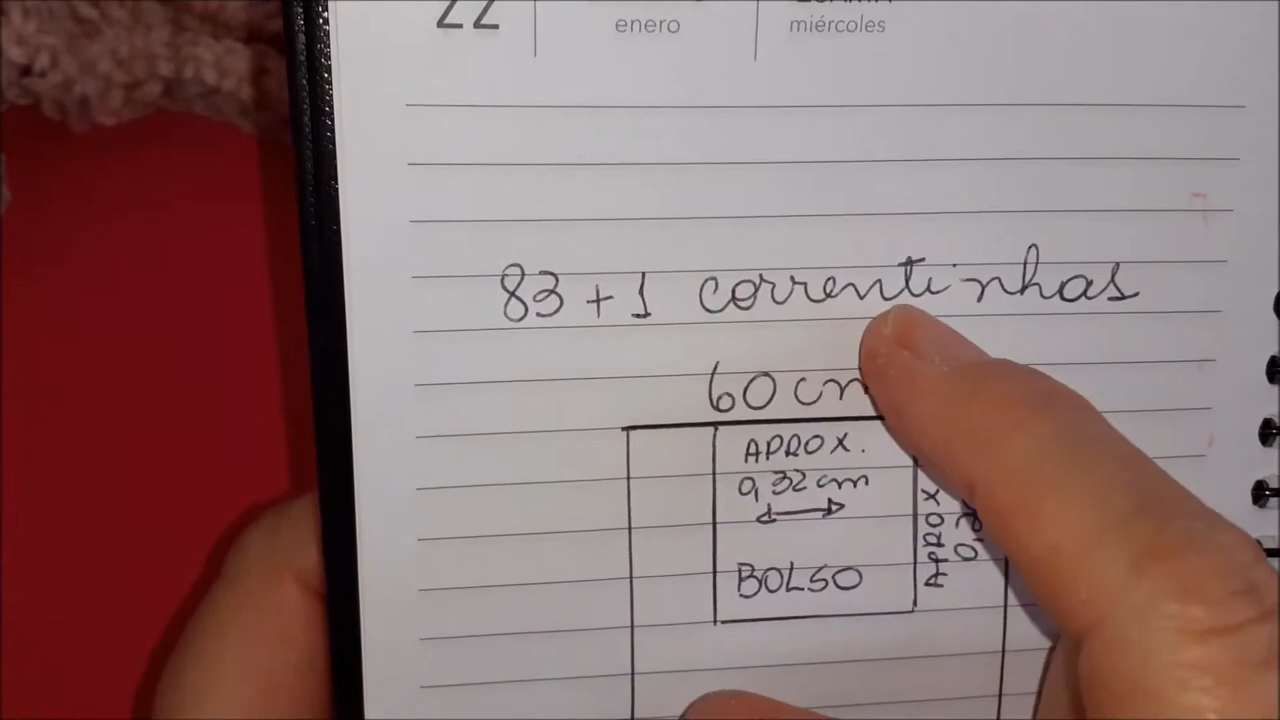 22
enero
miércoles
83 + 1 correntinhas
60 cm
APROX.
0,32 cm
BOLSO
APROX